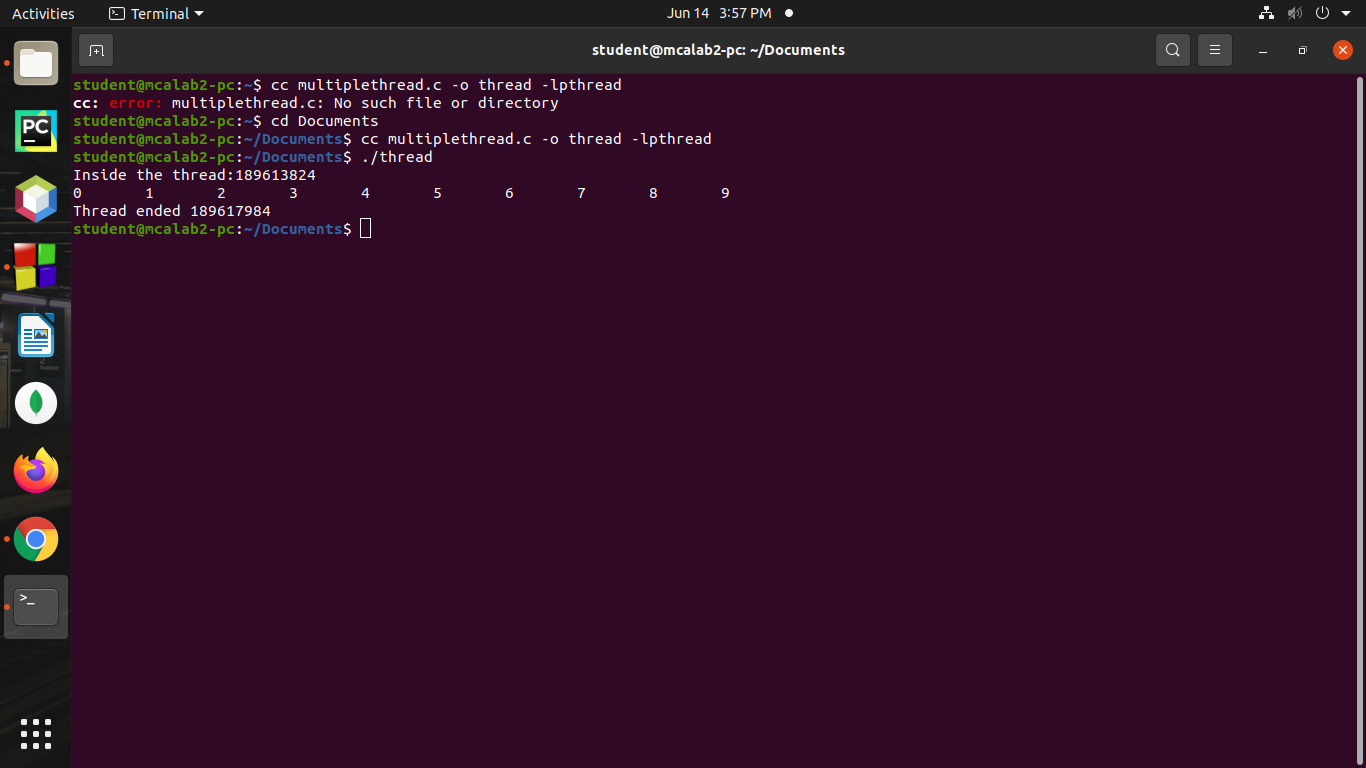 Activities Terminal Jun 14 3:57 PM
student@mcalab2-pc: ~/Documents
student@mcalab2-pc:~$ cc multiplethread.c -o thread -lpthread
cc: error: multiplethread.c: No such file or directory
student@mcalab2-pc:~$ cd Documents
student@mcalab2-pc:~/Documents$ cc multiplethread.c -o thread -lpthread
student@mcalab2-pc:~/Documents$ ./thread
Inside the thread:189613824
0 1 2 3 4 5 6 7 8 9
Thread ended 189617984
student@mcalab2-pc:~/Documents$
PC
>_